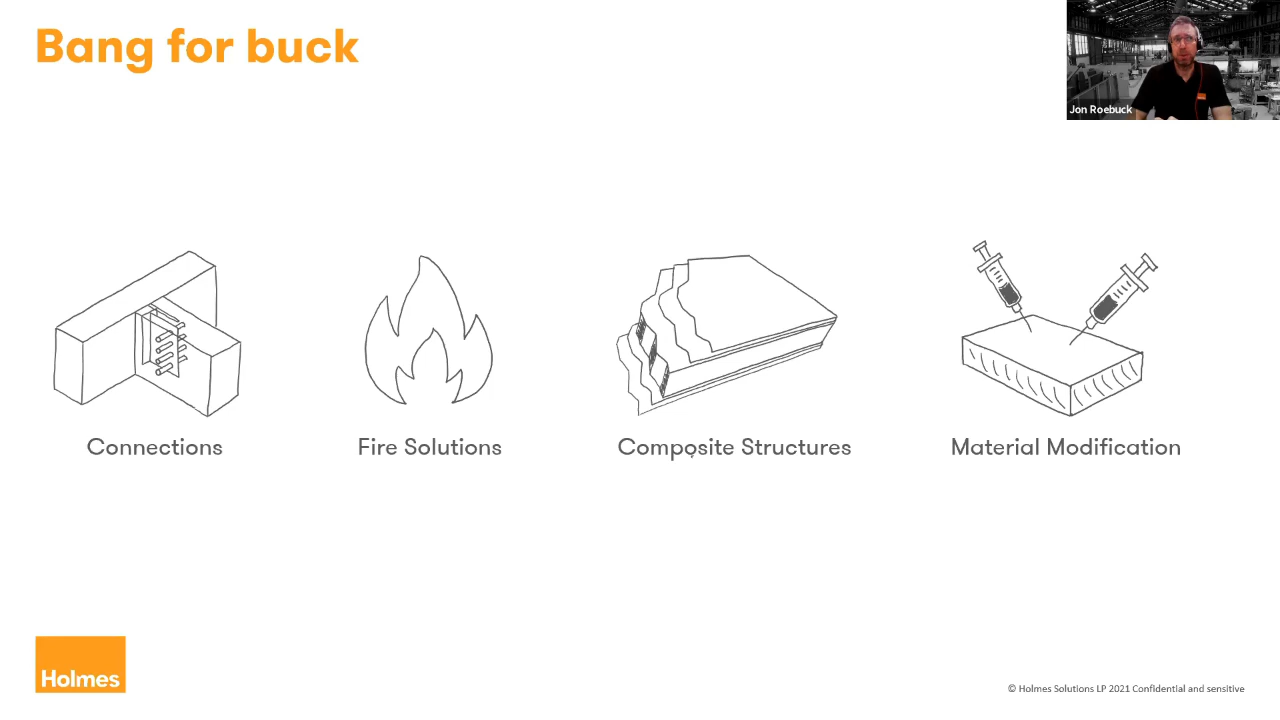 Bang for buck
Jon Roebuck
Connections
Fire Solutions
Composite Structures
Material Modification
Holmes
© Holmes Solutions LP 2021 Confidential and sensitive